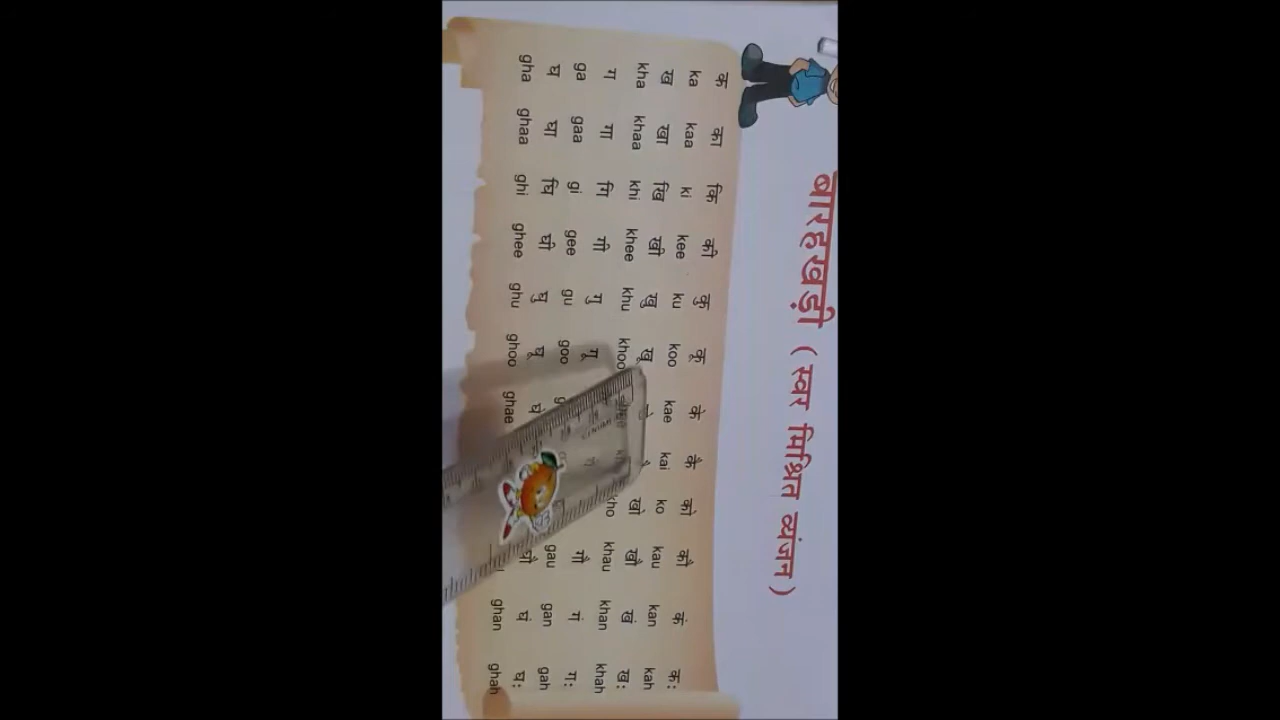 बारहखड़ी ( स्वर मिश्रित व्यंजन )
क का कि की कु कू के कै को कौ कं कः
ka kaa ki kee ku koo kae kai ko kau kan kah
ख खा खि खी खु खू खो खौ खं खः
kha khaa khi khee khu khoo kho khau khan khah
ग गा गि गी गु गू गौ गं गः
ga gaa gi gee gu goo gau gan gah
घ घा घि घी घु घू घे घौ घं घः
gha ghaa ghi ghee ghu ghoo ghae ghan ghah